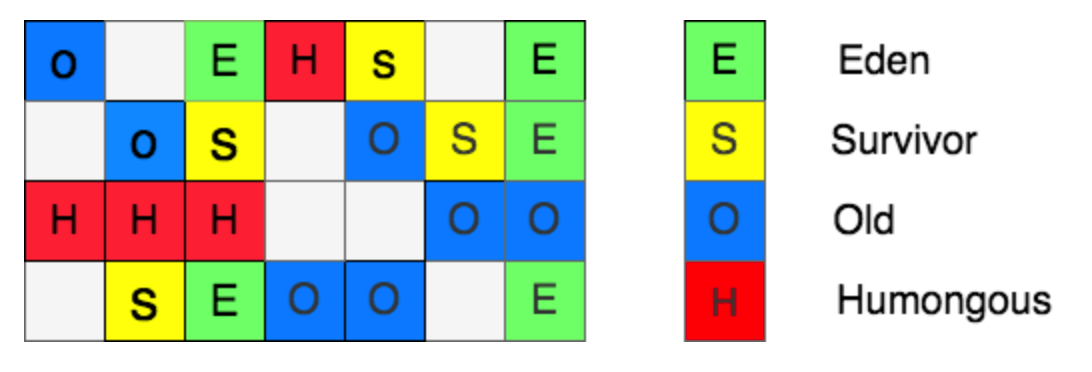 o E H s E E Eden
o S O S E S Survivor
H H H O O O Old
S E O O E H Humongous